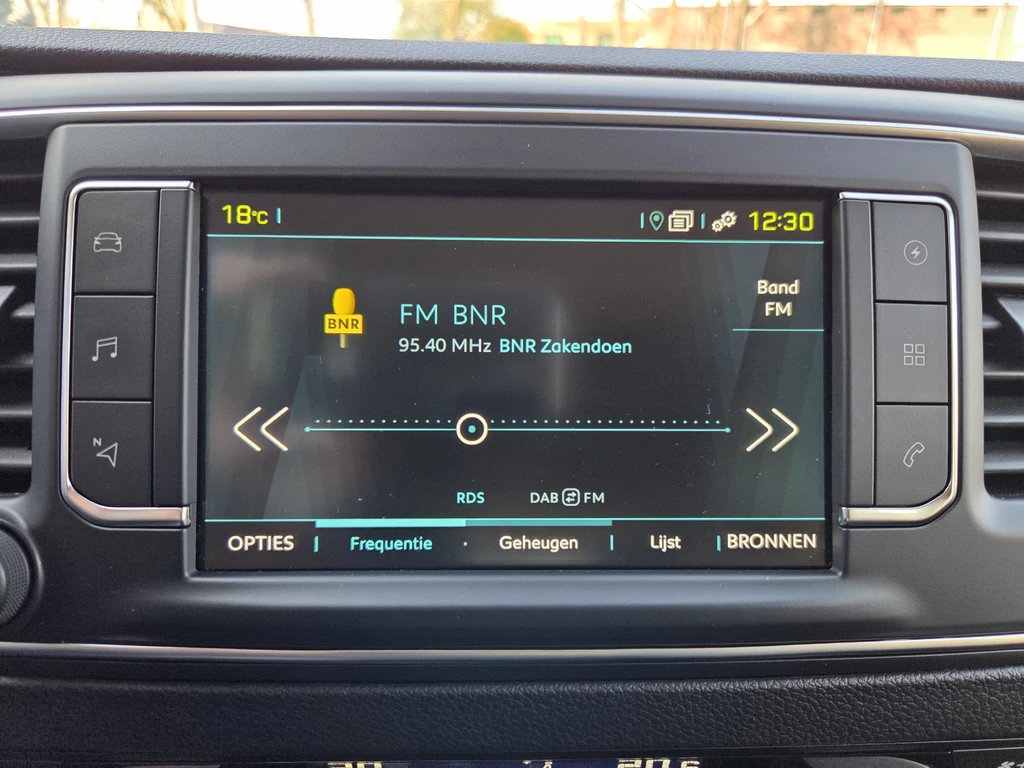 18°C 12:30
Band
FM
BNR
FM BNR
95.40 MHz BNR Zakendoen
N
RDS DAB FM
OPTIES Frequentie Geheugen Lijst BRONNEN